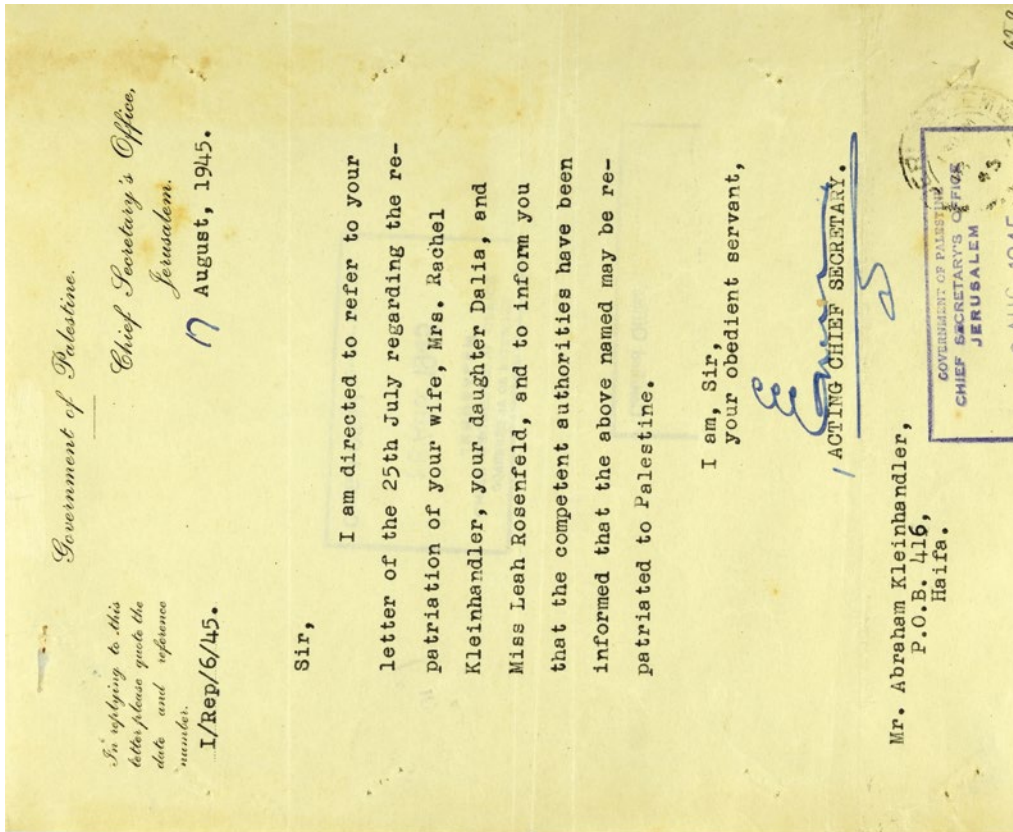 Government of Palestine.
In replying to this
letter please quote the
date and reference
number.
I/Rep/6/45.
Chief Secretary's Office,
Jerusalem.
17 August, 1945.
Sir,
I am directed to refer to your
letter of the 25th July regarding the re-
patriation of your wife, Mrs. Rachel
Kleinhandler, your daughter Dalia, and
Miss Leah Rosenfeld, and to inform you
that the competent authorities have been
informed that the above named may be re-
patriated to Palestine.
I am, Sir,
your obedient servant,
ACTING CHIEF SECRETARY.
Mr. Abraham Kleinhandler,
P.O.B. 416,
Haifa.
GOVERNMENT OF PALESTINE
CHIEF SECRETARY'S OFFICE
JERUSALEM
AUG 1945